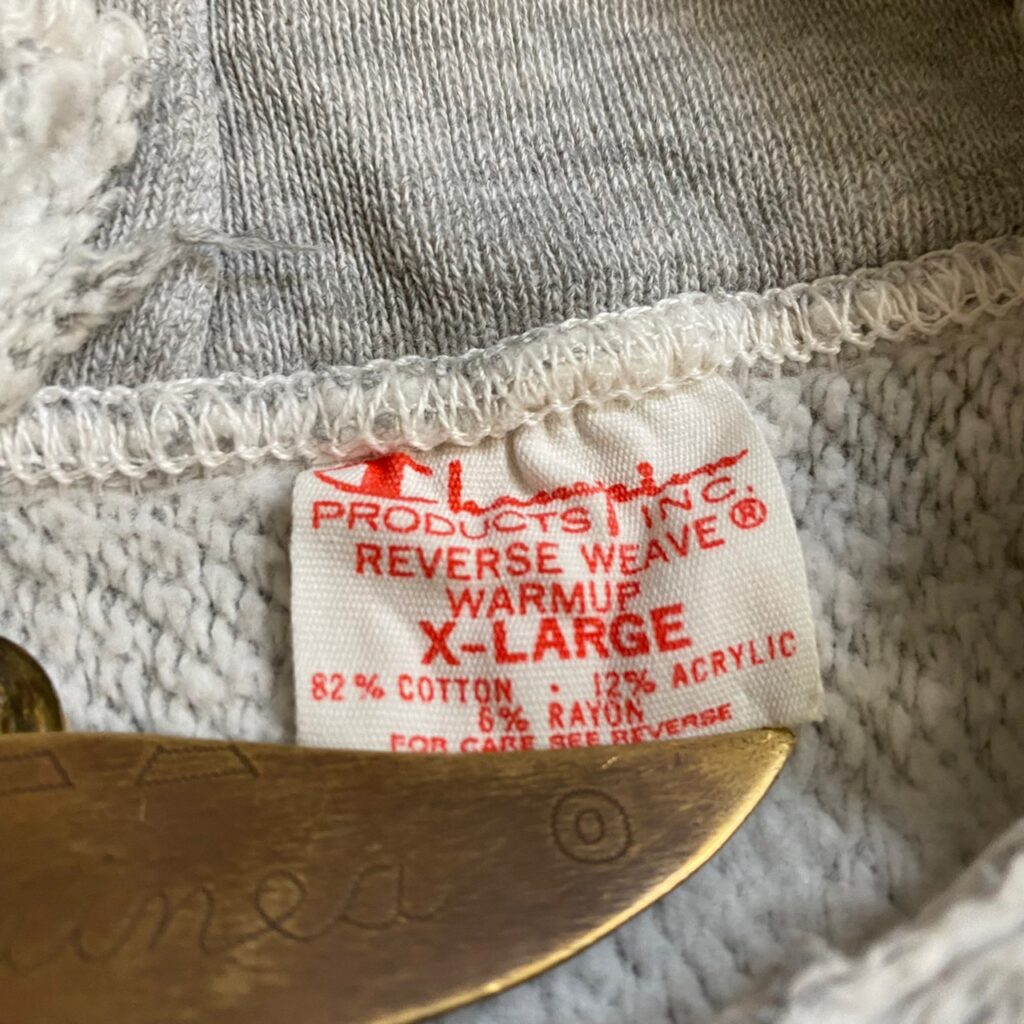 Champion
PRODUCTS, INC.
REVERSE WEAVE ®
WARMUP
X-LARGE
82% COTTON · 12% ACRYLIC
6% RAYON
FOR CARE SEE REVERSE